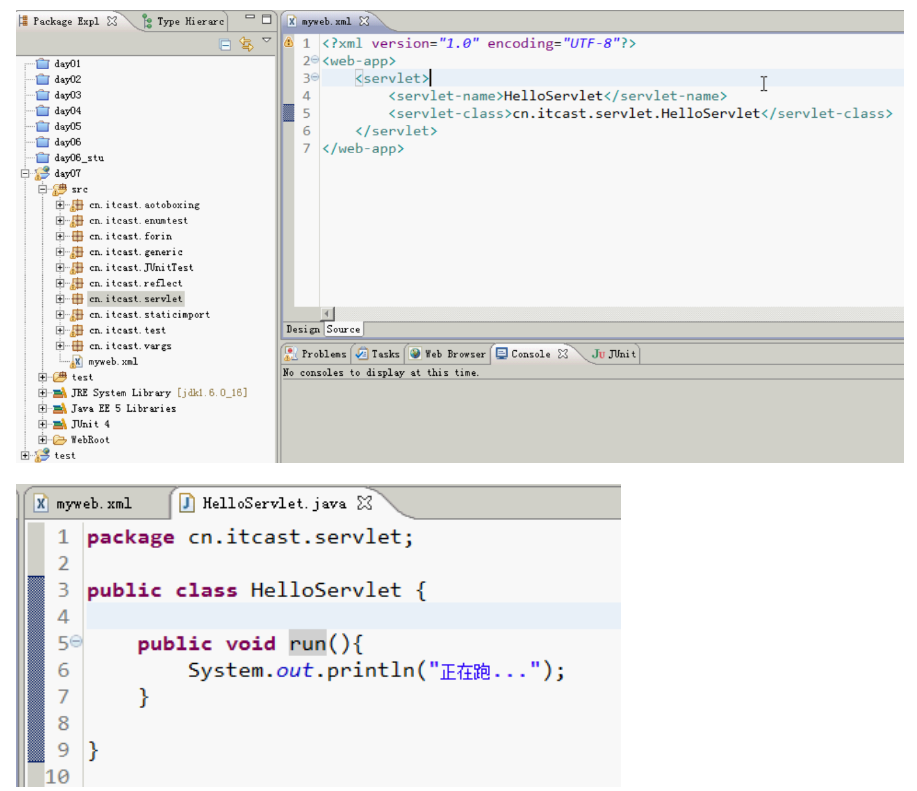 Package Expl
Type Hierarc
myweb.xml
day01
day02
day03
day04
day05
day06
day06_stu
day07
src
cn.itcast.aotoboxing
cn.itcast.enumtest
cn.itcast.forin
cn.itcast.generic
cn.itcast.JUnitTest
cn.itcast.reflect
cn.itcast.servlet
cn.itcast.staticimport
cn.itcast.test
cn.itcast.vargs
myweb.xml
test
JRE System Library [jdk1.6.0_16]
Java EE 5 Libraries
JUnit 4
WebRoot
test
1 <?xml version="1.0" encoding="UTF-8"?>
2 <web-app>
3 <servlet>
4 <servlet-name>HelloServlet</servlet-name>
5 <servlet-class>cn.itcast.servlet.HelloServlet</servlet-class>
6 </servlet>
7 </web-app>
Design Source
Problems Tasks Web Browser Console JUnit
No consoles to display at this time.
myweb.xml HelloServlet.java
1 package cn.itcast.servlet;
2
3 public class HelloServlet {
4
5 public void run(){
6 System.out.println("正在跑...");
7 }
8
9 }
10